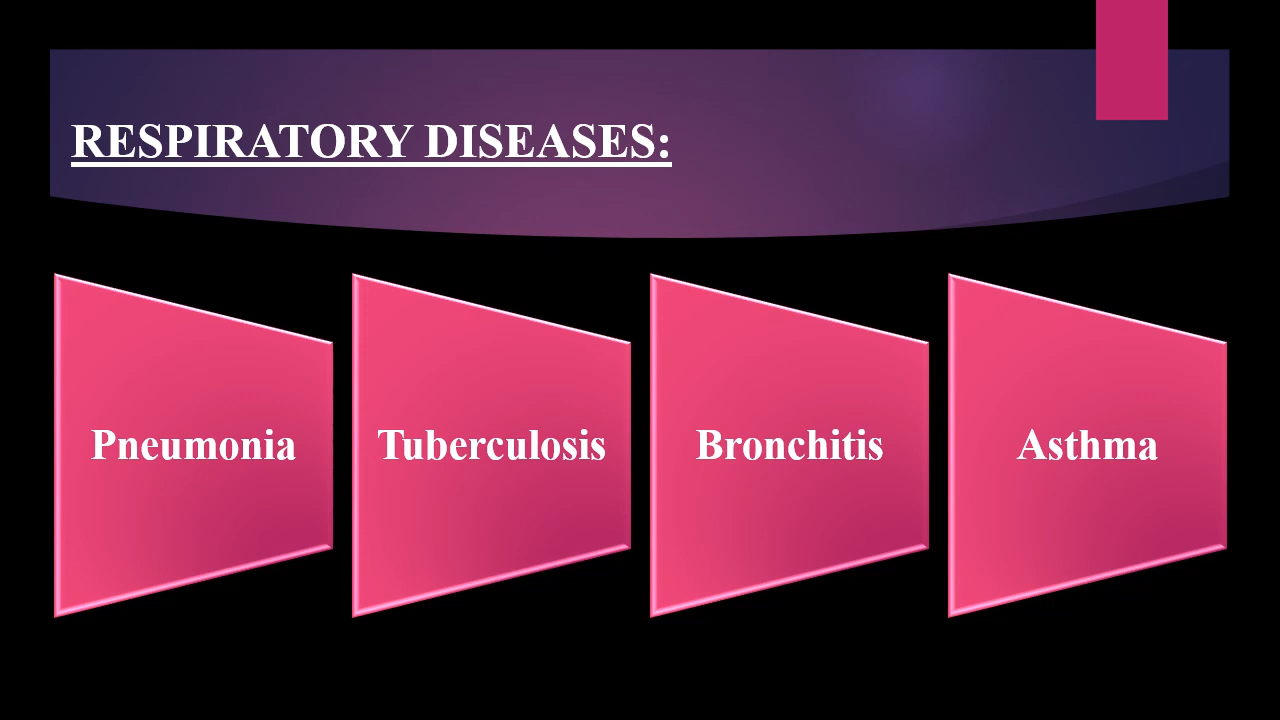 RESPIRATORY DISEASES:
Pneumonia
Tuberculosis
Bronchitis
Asthma